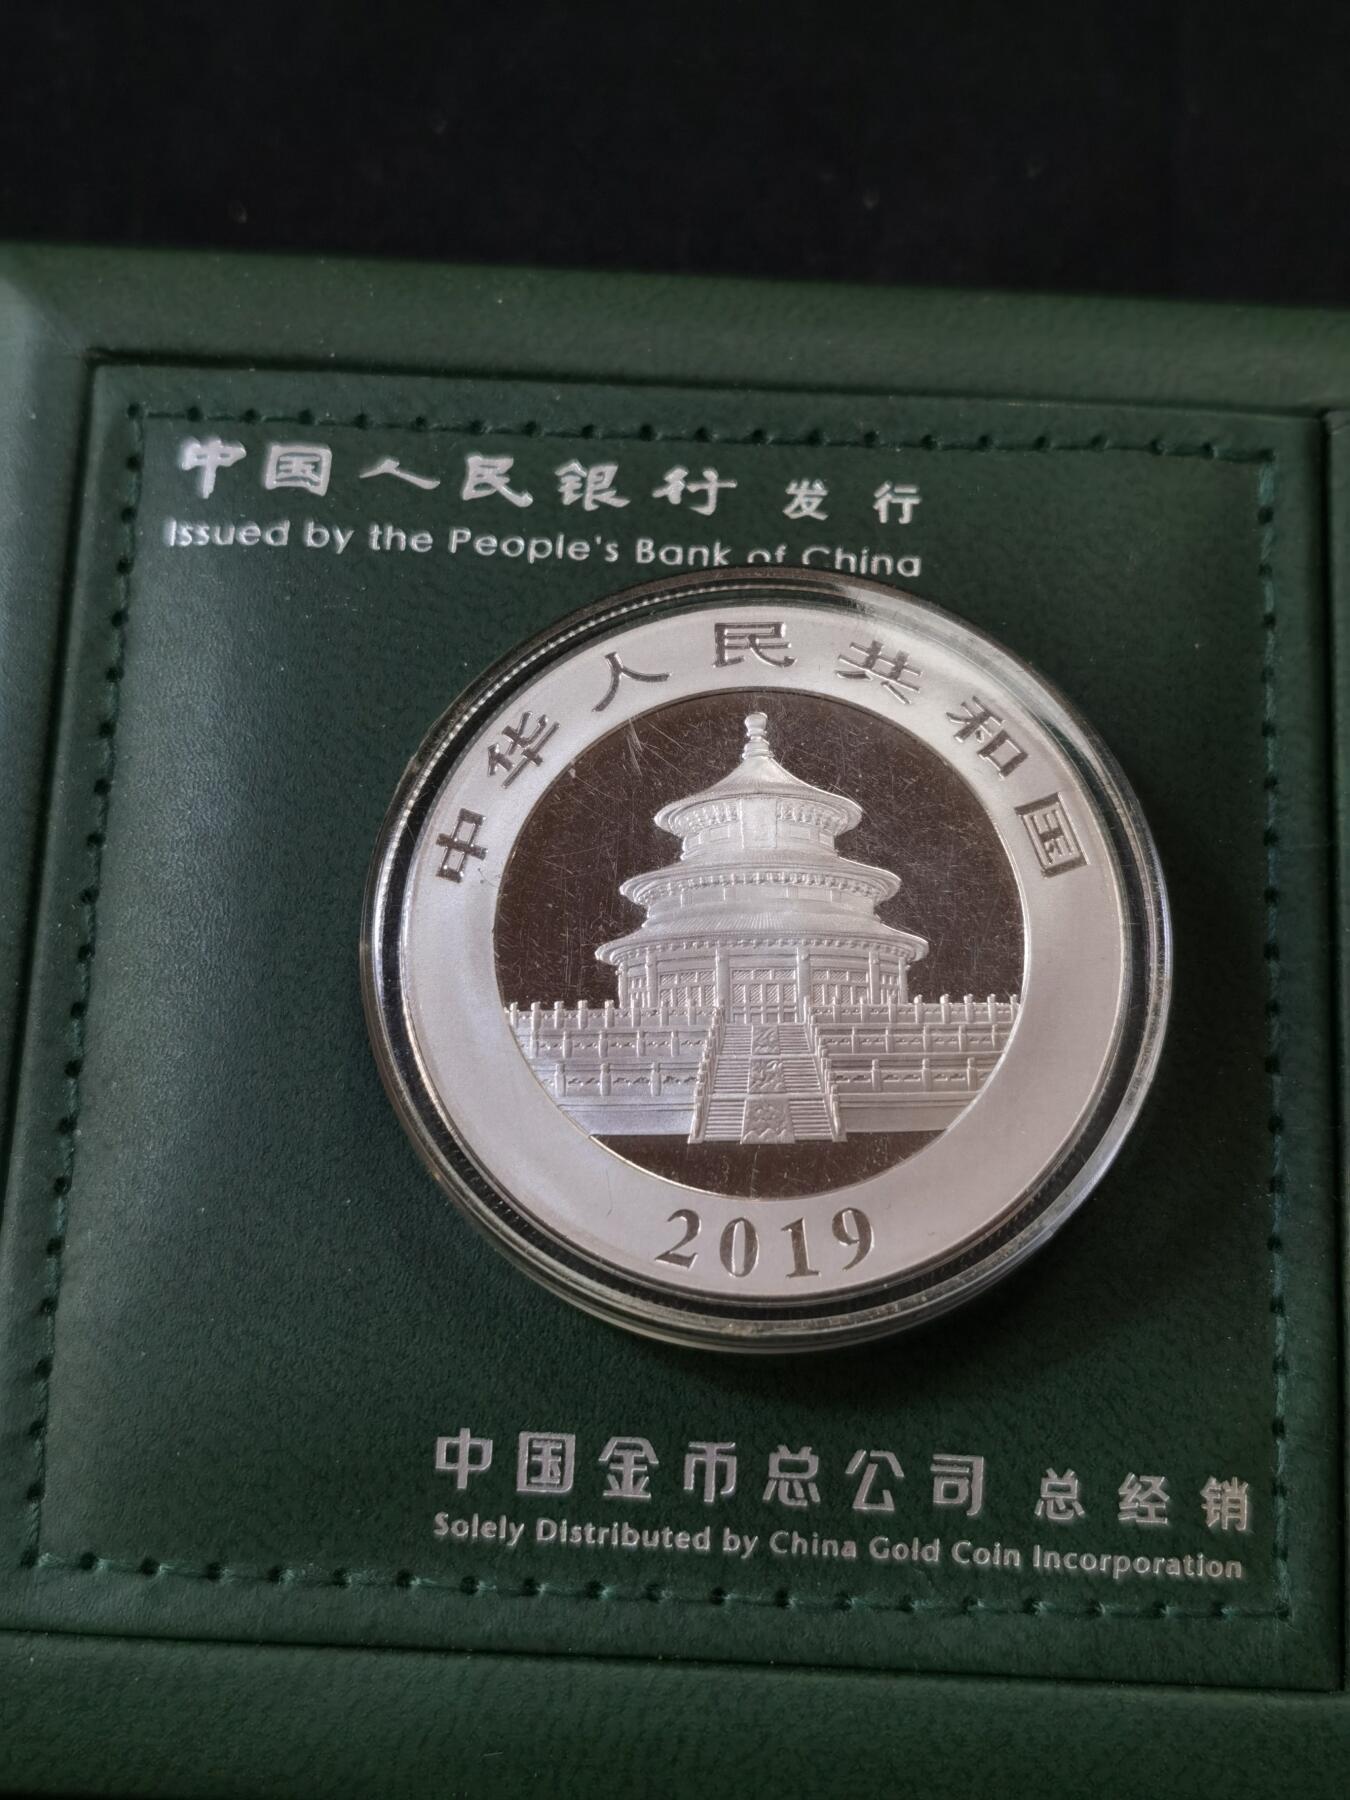 中国人民银行 发行
Issued by the People's Bank of China
中华人民共和国
2019
中国金币总公司 总经销
Solely Distributed by China Gold Coin Incorporation